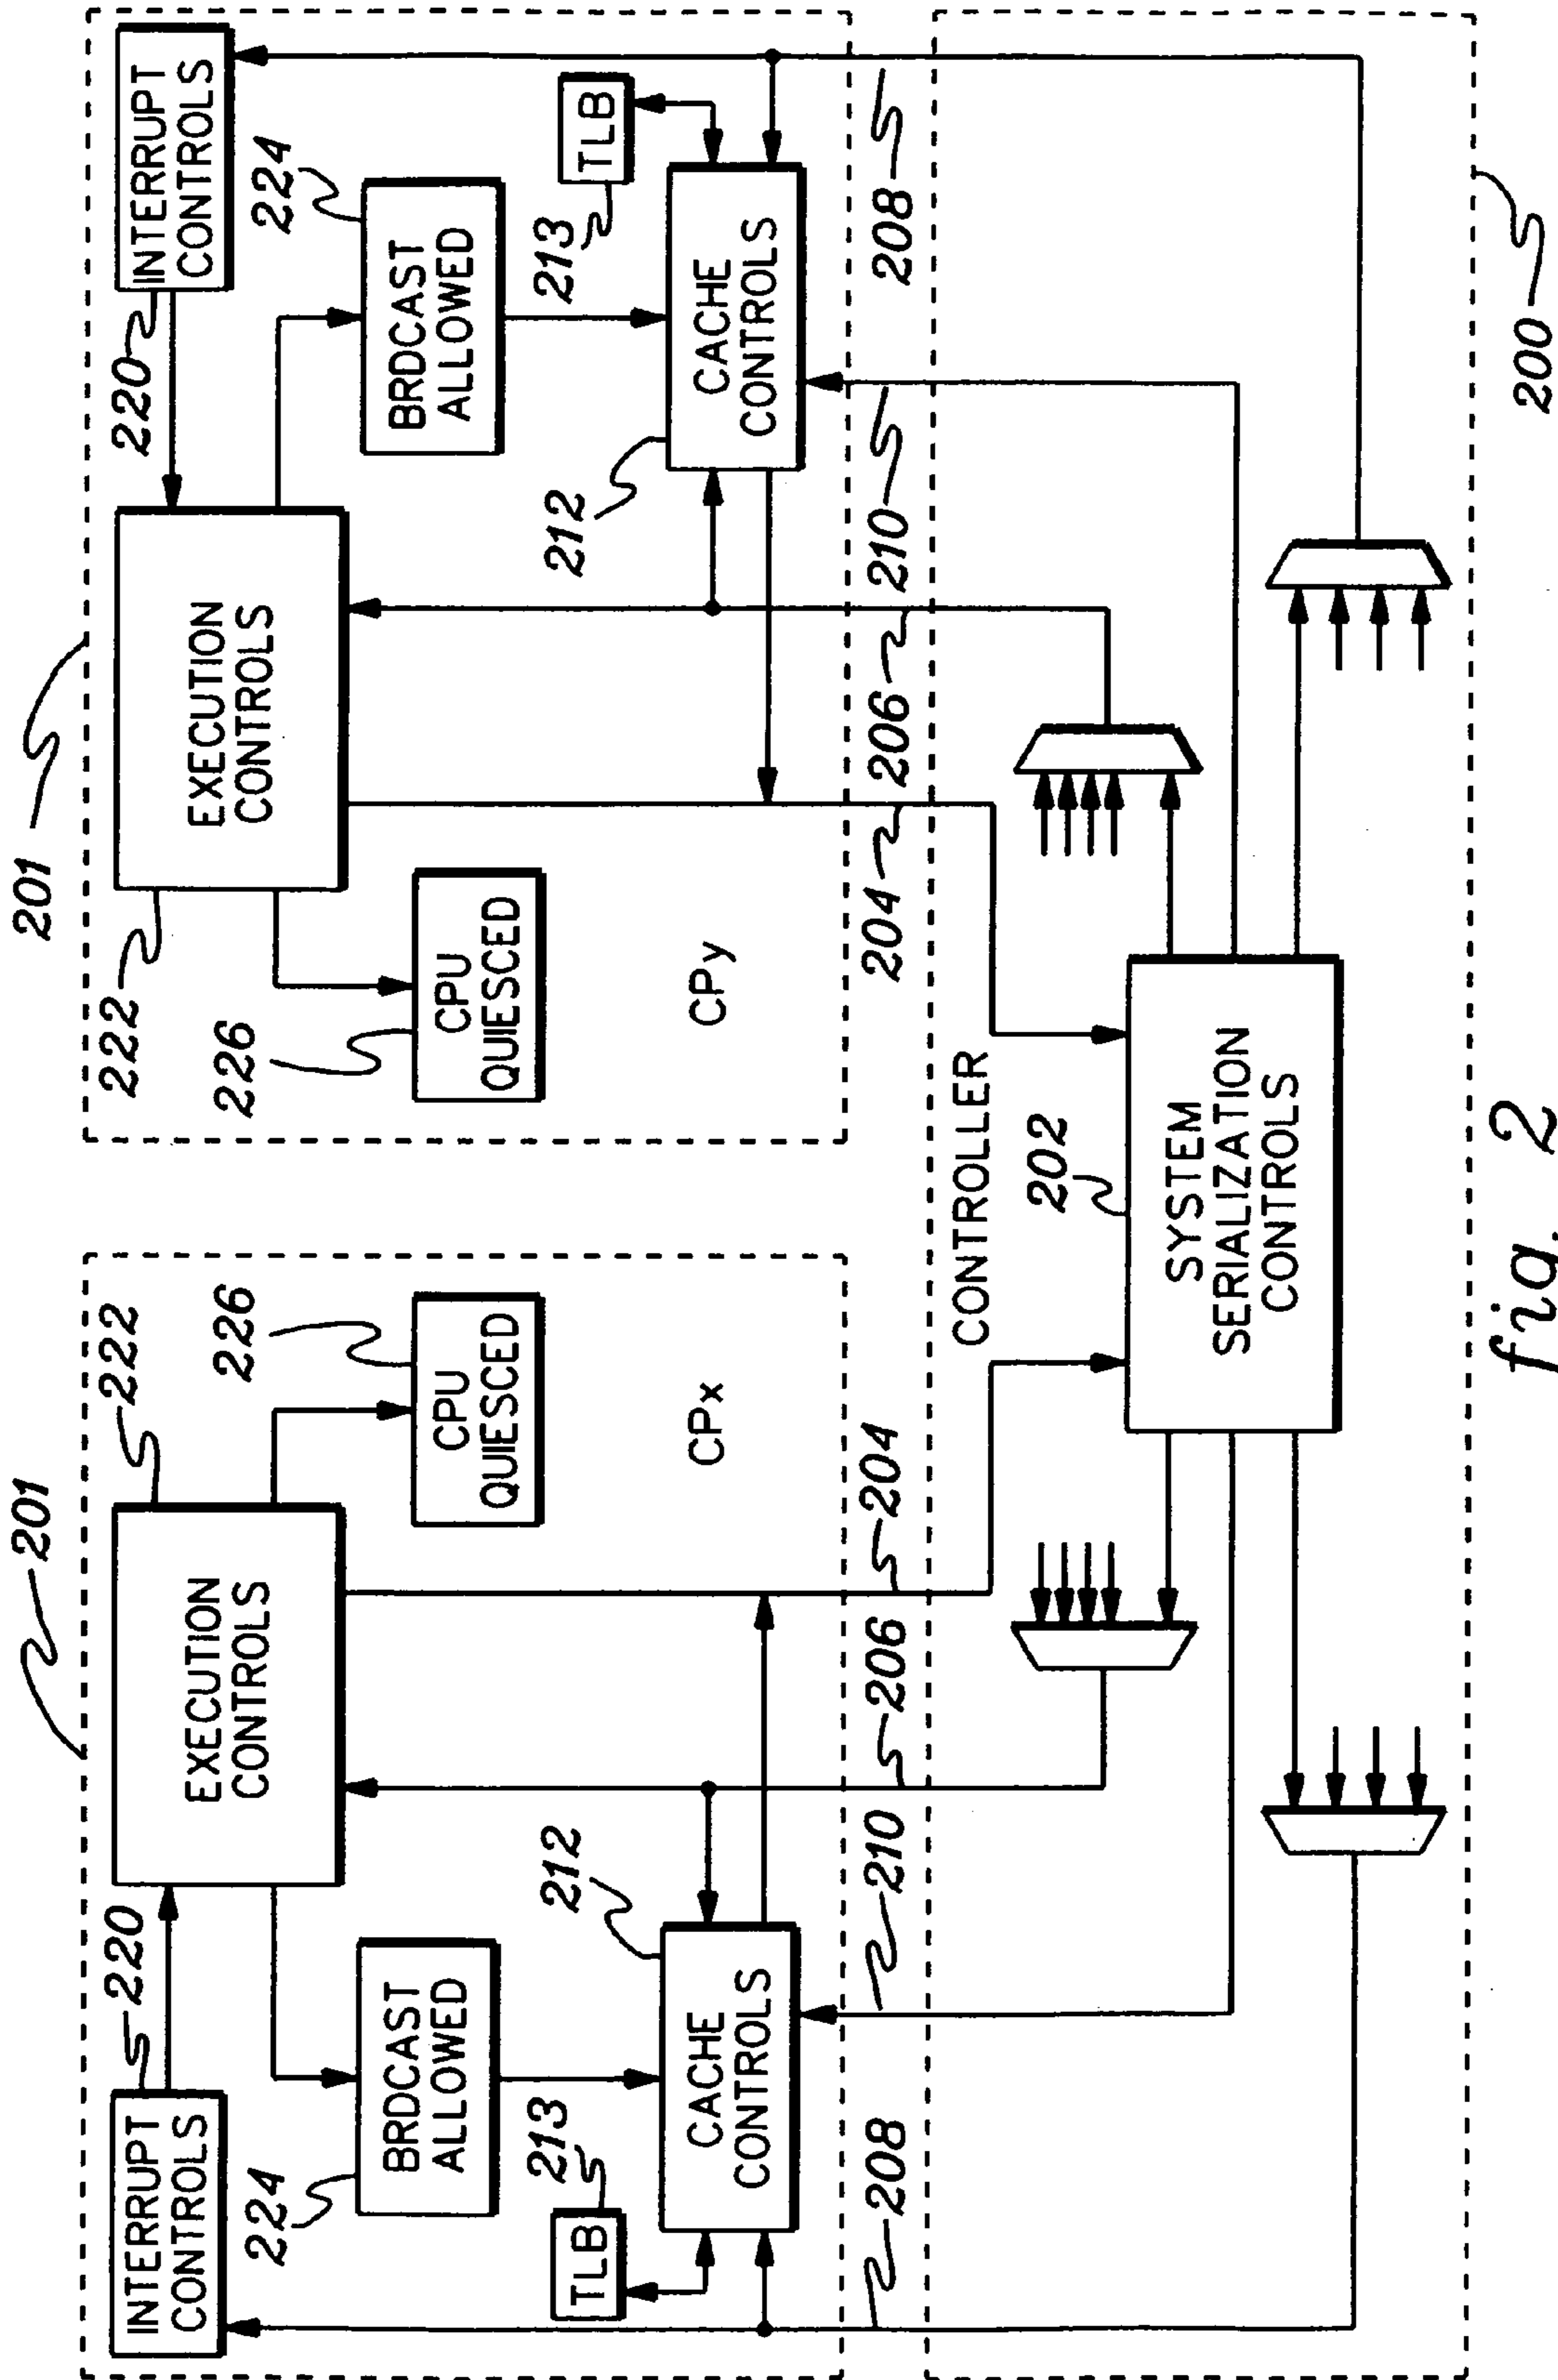 201
201
INTERRUPT
CONTROLS
220
EXECUTION
CONTROLS
222
222
EXECUTION
CONTROLS
220
INTERRUPT
CONTROLS
224
BRDCAST
ALLOWED
226
CPU
QUIESCED
226
CPU
QUIESCED
BRDCAST
ALLOWED
224
213
TLB
212
CACHE
CONTROLS
CPx
CPy
212
CACHE
CONTROLS
213
TLB
208
210
206
204
204
206
210
208
CONTROLLER
202
SYSTEM
SERIALIZATION
CONTROLS
200
fig. 2